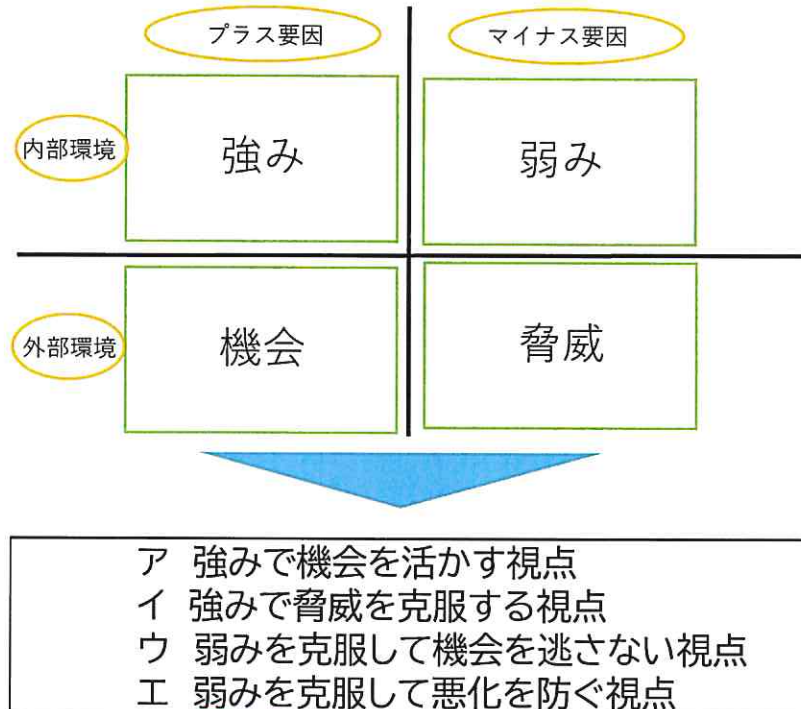 プラス要因
マイナス要因
内部環境
強み
弱み
外部環境
機会
脅威
ア 強みで機会を活かす視点
イ 強みで脅威を克服する視点
ウ 弱みを克服して機会を逃さない視点
エ 弱みを克服して悪化を防ぐ視点